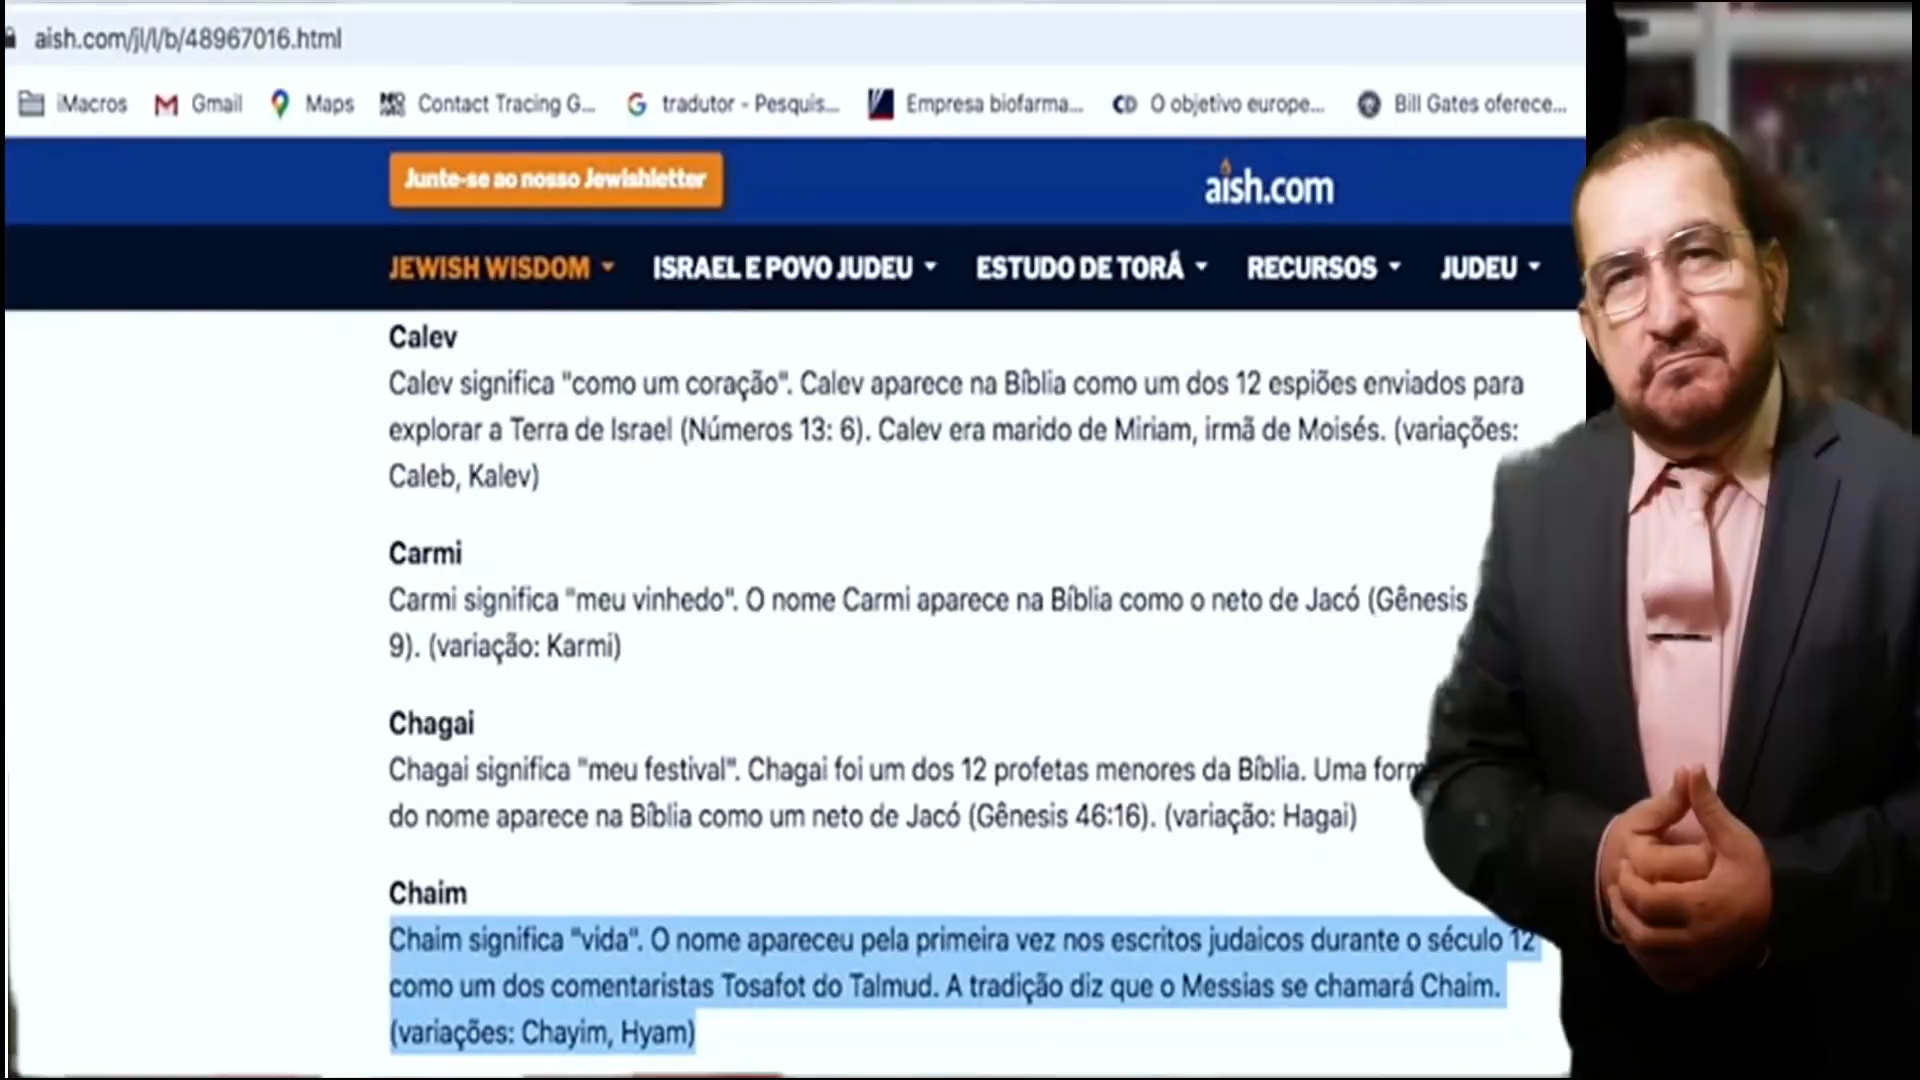 aish.com/jl/l/b/48967016.html
iMacros Gmail Maps Contact Tracing G... tradutor - Pesquis... Empresa biofarma... O objetivo europe... Bill Gates oferece...
Junte-se ao nosso Jewishletter
aish.com
JEWISH WISDOM ISRAEL E POVO JUDEU ESTUDO DE TORÁ RECURSOS JUDEU
Calev
Calev significa "como um coração". Calev aparece na Bíblia como um dos 12 espiões enviados para
explorar a Terra de Israel (Números 13: 6). Calev era marido de Miriam, irmã de Moisés. (variações:
Caleb, Kalev)
Carmi
Carmi significa "meu vinhedo". O nome Carmi aparece na Bíblia como o neto de Jacó (Gênesis
9). (variação: Karmi)
Chagai
Chagai significa "meu festival". Chagai foi um dos 12 profetas menores da Bíblia. Uma
do nome aparece na Bíblia como um neto de Jacó (Gênesis 46:16). (variação: Hagai)
Chaim
Chaim significa "vida". O nome apareceu pela primeira vez nos escritos judaicos durante o século 12
como um dos comentaristas Tosafot do Talmud. A tradição diz que o Messias se chamará Chaim.
(variações: Chayim, Hyam)